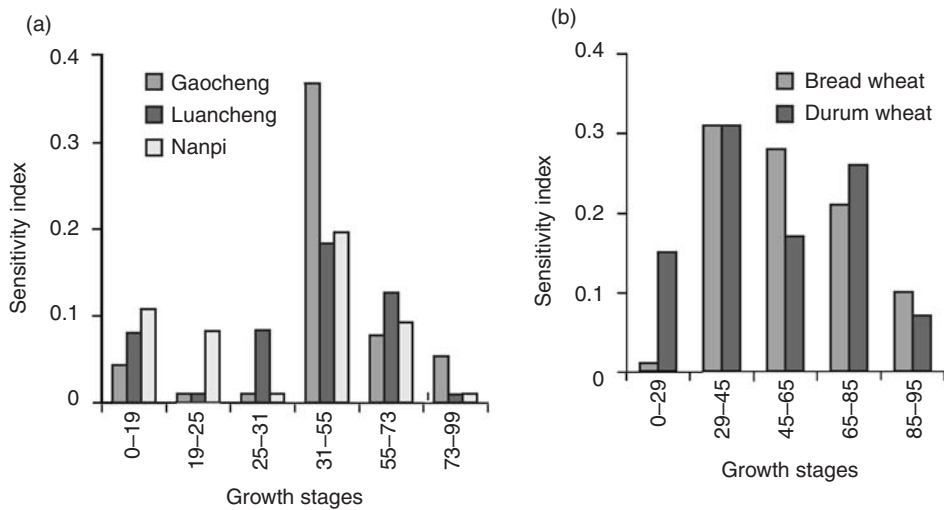 (a)
0.4
0.3
0.2
0.1
0
Sensitivity index
Gaocheng
Luancheng
Nanpi
0–19
19–25
25–31
31–55
55–73
73–99
Growth stages
(b)
0.4
0.3
0.2
0.1
0
Sensitivity index
Bread wheat
Durum wheat
0–29
29–45
45–65
65–85
85–95
Growth stages